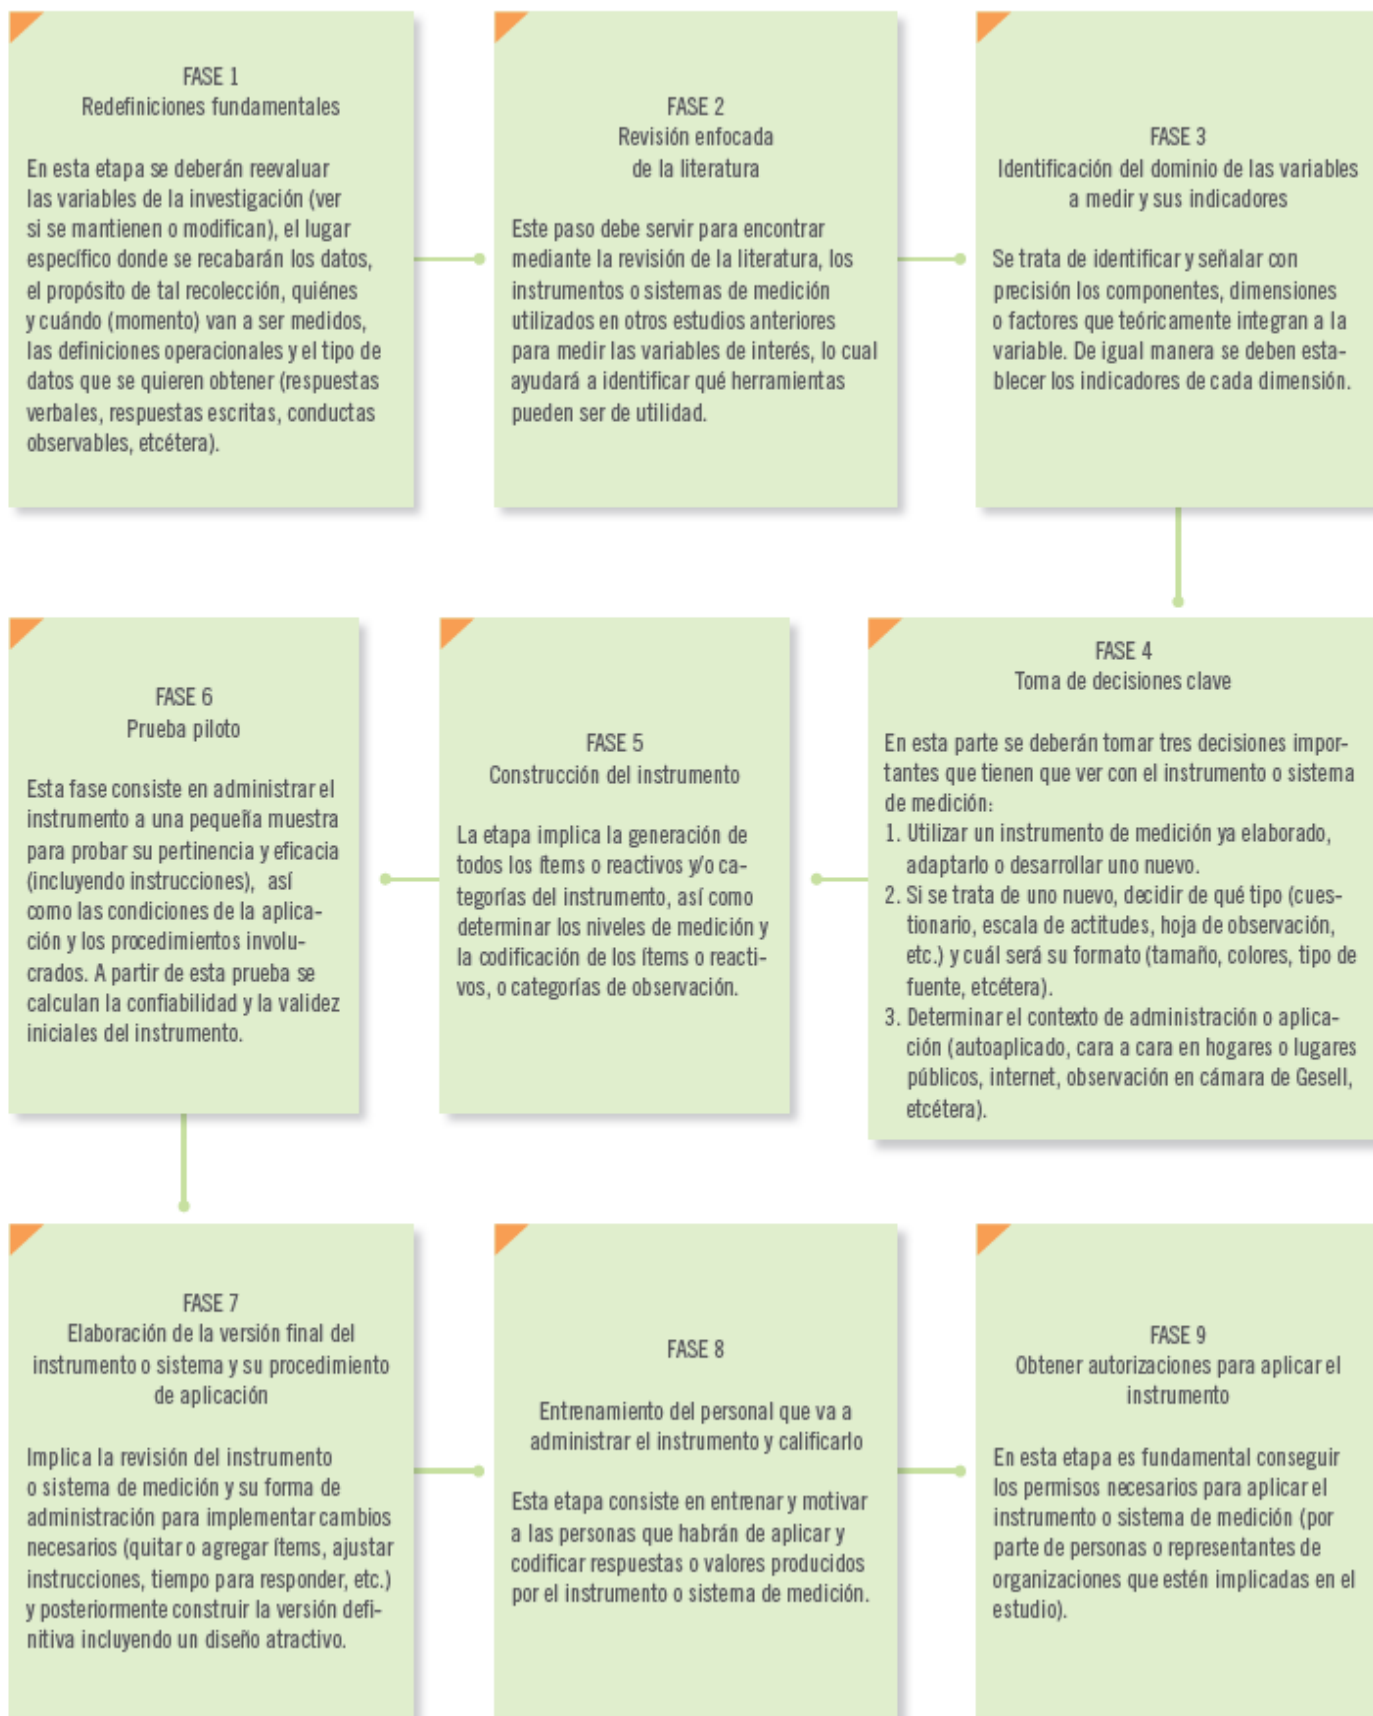 FASE 1
Redefiniciones fundamentales
En esta etapa se deberán reevaluar
las variables de la investigación (ver
si se mantienen o modifican), el lugar
específico donde se recabarán los datos,
el propósito de tal recolección, quiénes
y cuándo (momento) van a ser medidos,
las definiciones operacionales y el tipo de
datos que se quieren obtener (respuestas
verbales, respuestas escritas, conductas
observables, etcétera).
FASE 2
Revisión enfocada
de la literatura
Este paso debe servir para encontrar
mediante la revisión de la literatura, los
instrumentos o sistemas de medición
utilizados en otros estudios anteriores
para medir las variables de interés, lo cual
ayudará a identificar qué herramientas
pueden ser de utilidad.
FASE 3
Identificación del dominio de las variables
a medir y sus indicadores
Se trata de identificar y señalar con
precisión los componentes, dimensiones
o factores que teóricamente integran a la
variable. De igual manera se deben esta-
blecer los indicadores de cada dimensión.
FASE 4
Toma de decisiones clave
En esta parte se deberán tomar tres decisiones impor-
tantes que tienen que ver con el instrumento o sistema
de medición:
1. Utilizar un instrumento de medición ya elaborado,
adaptarlo o desarrollar uno nuevo.
2. Si se trata de uno nuevo, decidir de qué tipo (cues-
tionario, escala de actitudes, hoja de observación,
etc.) y cuál será su formato (tamaño, colores, tipo de
fuente, etcétera).
3. Determinar el contexto de administración o aplica-
ción (autoaplicado, cara a cara en hogares o lugares
públicos, internet, observación en cámara de Gesell,
etcétera).
FASE 5
Construcción del instrumento
La etapa implica la generación de
todos los ítems o reactivos y/o ca-
tegorías del instrumento, así como
determinar los niveles de medición y
la codificación de los ítems o reacti-
vos, o categorías de observación.
FASE 6
Prueba piloto
Esta fase consiste en administrar el
instrumento a una pequeña muestra
para probar su pertinencia y eficacia
(incluyendo instrucciones), así
como las condiciones de la aplica-
ción y los procedimientos involu-
crados. A partir de esta prueba se
calculan la confiabilidad y la validez
iniciales del instrumento.
FASE 7
Elaboración de la versión final del
instrumento o sistema y su procedimiento
de aplicación
Implica la revisión del instrumento
o sistema de medición y su forma de
administración para implementar cambios
necesarios (quitar o agregar ítems, ajustar
instrucciones, tiempo para responder, etc.)
y posteriormente construir la versión defi-
nitiva incluyendo un diseño atractivo.
FASE 8
Entrenamiento del personal que va a
administrar el instrumento y calificarlo
Esta etapa consiste en entrenar y motivar
a las personas que habrán de aplicar y
codificar respuestas o valores producidos
por el instrumento o sistema de medición.
FASE 9
Obtener autorizaciones para aplicar el
instrumento
En esta etapa es fundamental conseguir
los permisos necesarios para aplicar el
instrumento o sistema de medición (por
parte de personas o representantes de
organizaciones que estén implicadas en el
estudio).